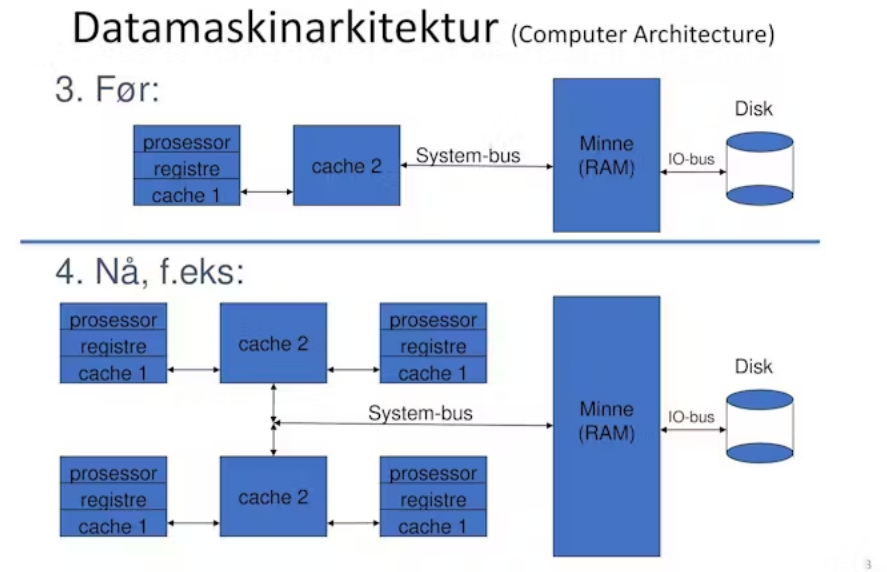 Datamaskinarkitektur (Computer Architecture)
3. Før:
prosessor
registre
cache 1
cache 2
System-bus
Minne
(RAM)
IO-bus
Disk
4. Nå, f.eks:
prosessor
registre
cache 1
cache 2
prosessor
registre
cache 1
System-bus
Minne
(RAM)
IO-bus
Disk
prosessor
registre
cache 1
cache 2
prosessor
registre
cache 1
3